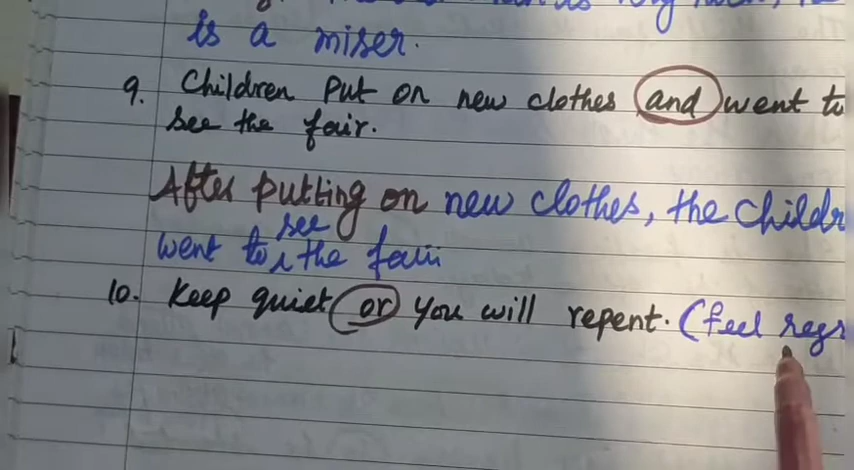 is a miser.
9. Children put on new clothes and went to
see the fair.
After putting on new clothes, the childr
see
went to the fair
10. Keep quiet or you will repent. (feel regr